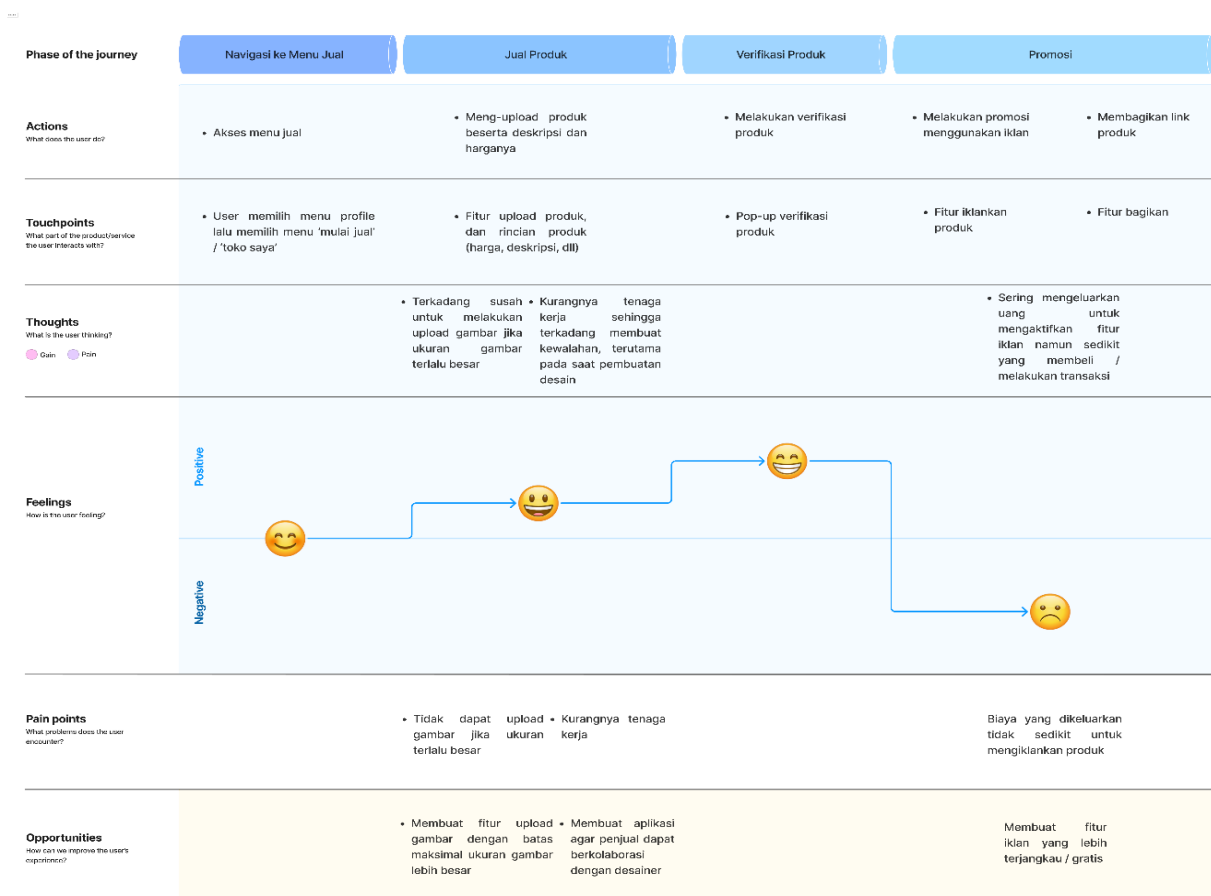 Phase of the journey
Navigasi ke Menu Jual
Jual Produk
Verifikasi Produk
Promosi
Actions
What does the user do?
• Akses menu jual
• Meng-upload produk
beserta deskripsi dan
harganya
• Melakukan verifikasi
produk
• Melakukan promosi
menggunakan iklan
• Membagikan link
produk
Touchpoints
What part of the product/service
the user interacts with?
• User memilih menu profile
lalu memilih menu 'mulai jual'
/ 'toko saya'
• Fitur upload produk,
dan rincian produk
(harga, deskripsi, dll)
• Pop-up verifikasi
produk
• Fitur iklankan
produk
• Fitur bagikan
Thoughts
What is the user thinking?
Gain
Pain
• Terkadang susah
untuk melakukan
upload gambar jika
ukuran gambar
terlalu besar
• Kurangnya tenaga
kerja sehingga
terkadang membuat
kewalahan, terutama
pada saat pembuatan
desain
• Sering mengeluarkan
uang untuk
mengaktifkan fitur
iklan namun sedikit
yang membeli /
melakukan transaksi
Feelings
How is the user feeling?
Positive
Negative
Pain points
What problems does the user
encounter?
• Tidak dapat upload
gambar jika ukuran
terlalu besar
• Kurangnya tenaga
kerja
Biaya yang dikeluarkan
tidak sedikit untuk
mengiklankan produk
Opportunities
How can we improve the user's
experience?
• Membuat fitur upload
gambar dengan batas
maksimal ukuran gambar
lebih besar
• Membuat aplikasi
agar penjual dapat
berkolaborasi
dengan desainer
Membuat fitur
iklan yang lebih
terjangkau / gratis